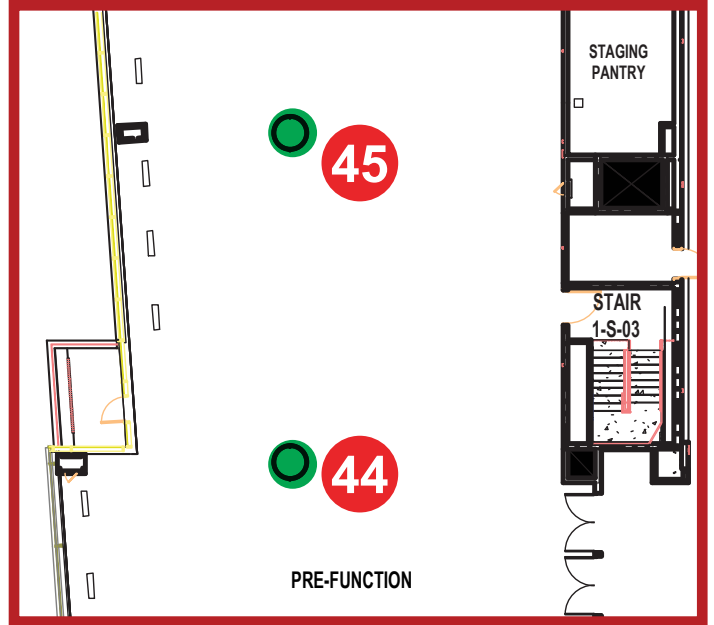 STAGING
PANTRY
45
STAIR
1-S-03
44
PRE-FUNCTION